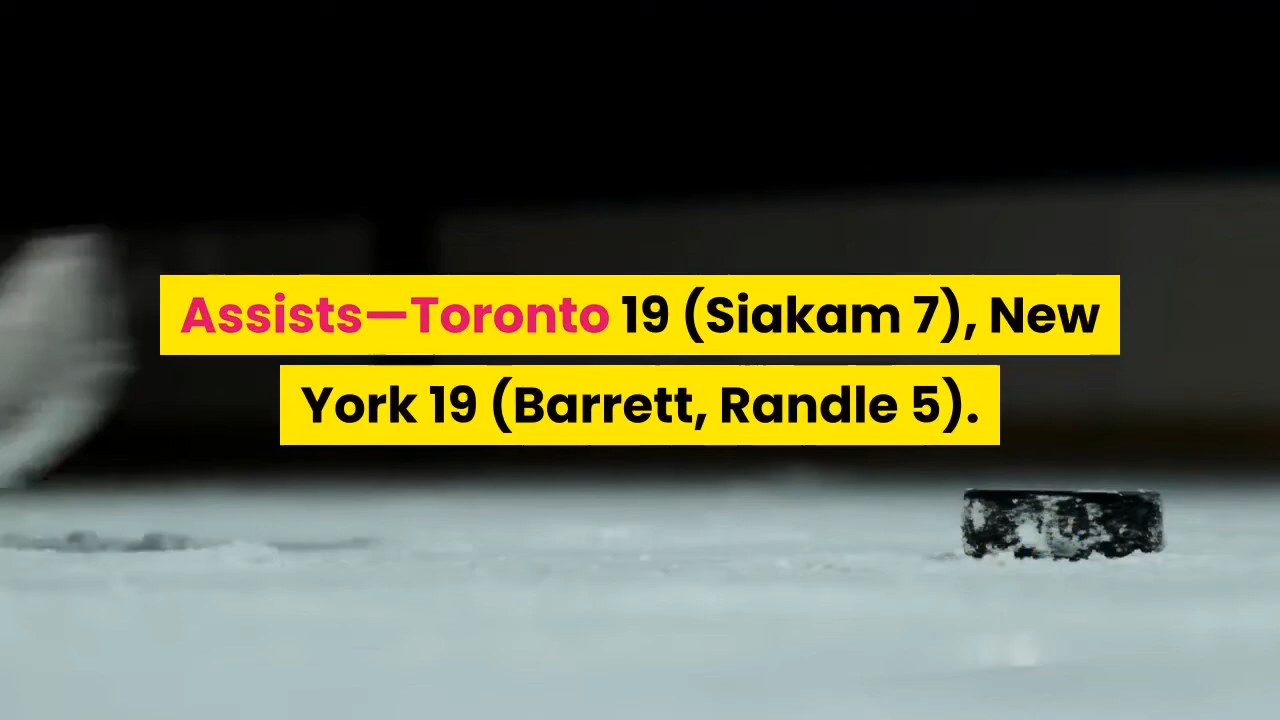 Assists—Toronto 19 (Siakam 7), New
York 19 (Barrett, Randle 5).